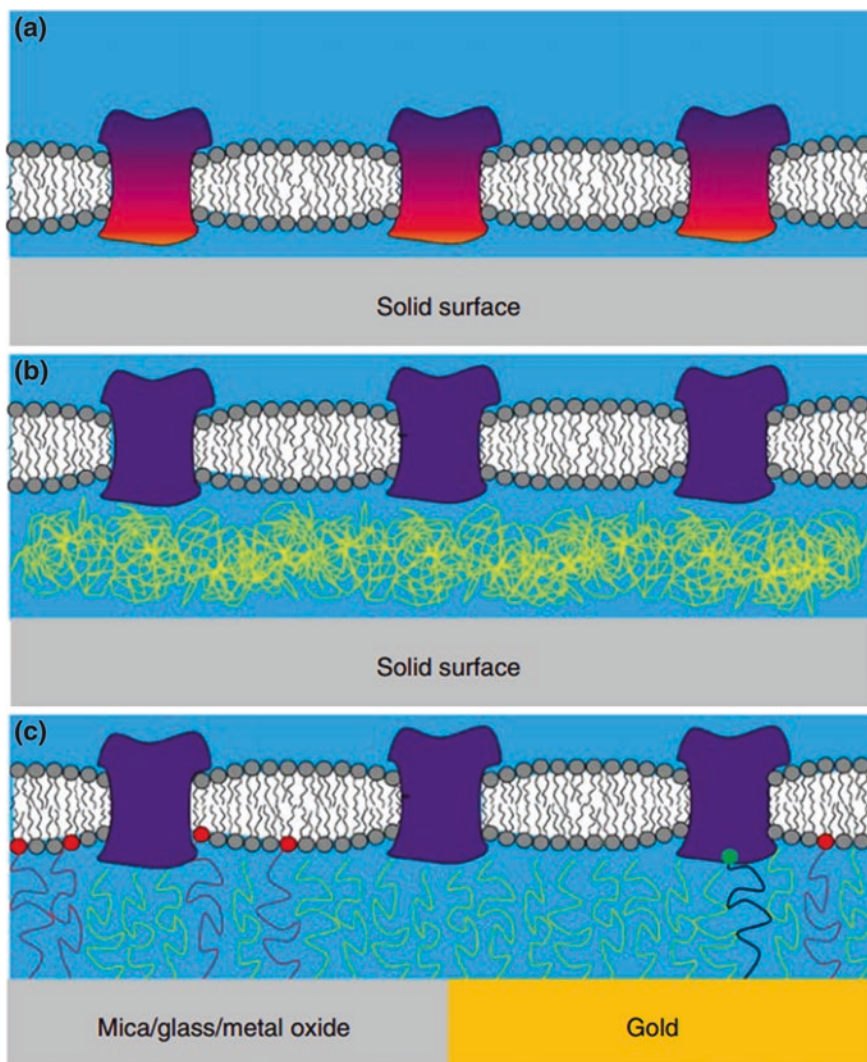 (a)
Solid surface
(b)
Solid surface
(c)
Mica/glass/metal oxide
Gold